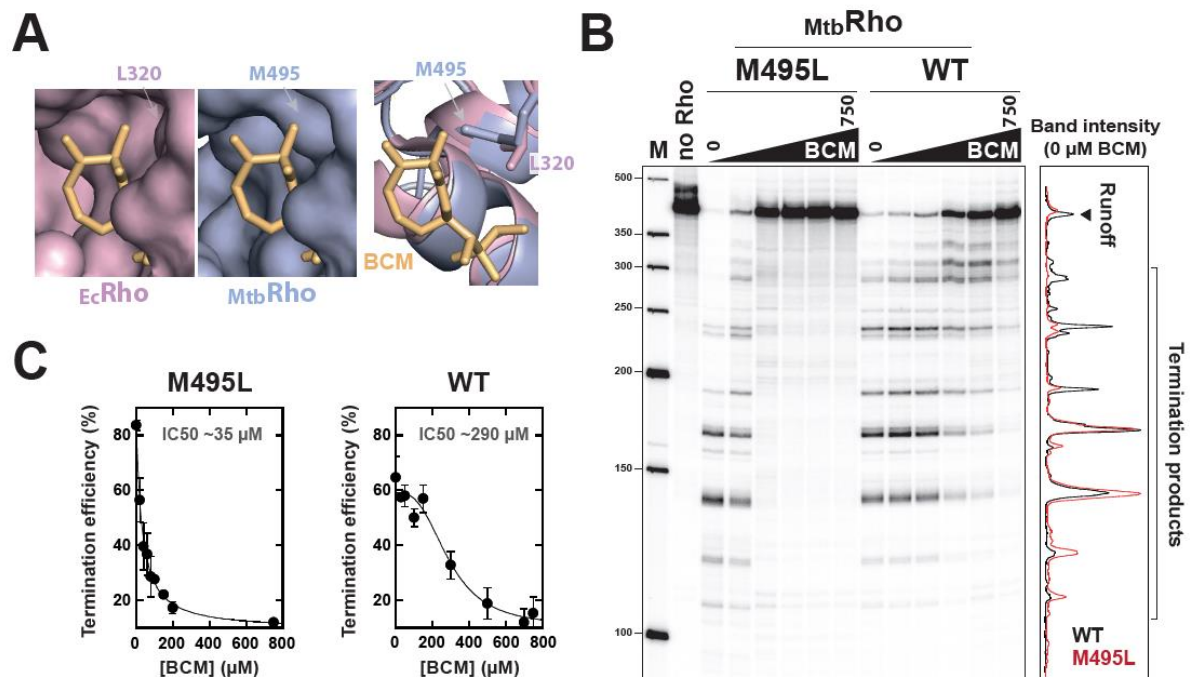 A
L320
M495
M495
L320
BCM
EcRho
MtbRho
B
MtbRho
M495L
WT
M
no Rho
0
750
BCM
0
750
BCM
Band intensity
(0 µM BCM)
500
350
300
250
200
150
100
Runoff
Termination products
WT
M495L
C
M495L
WT
Termination efficiency (%)
80
60
40
20
IC50 ~35 µM
0 200 400 600 800
[BCM] (µM)
Termination efficiency (%)
80
60
40
20
IC50 ~290 µM
0 200 400 600 800
[BCM] (µM)